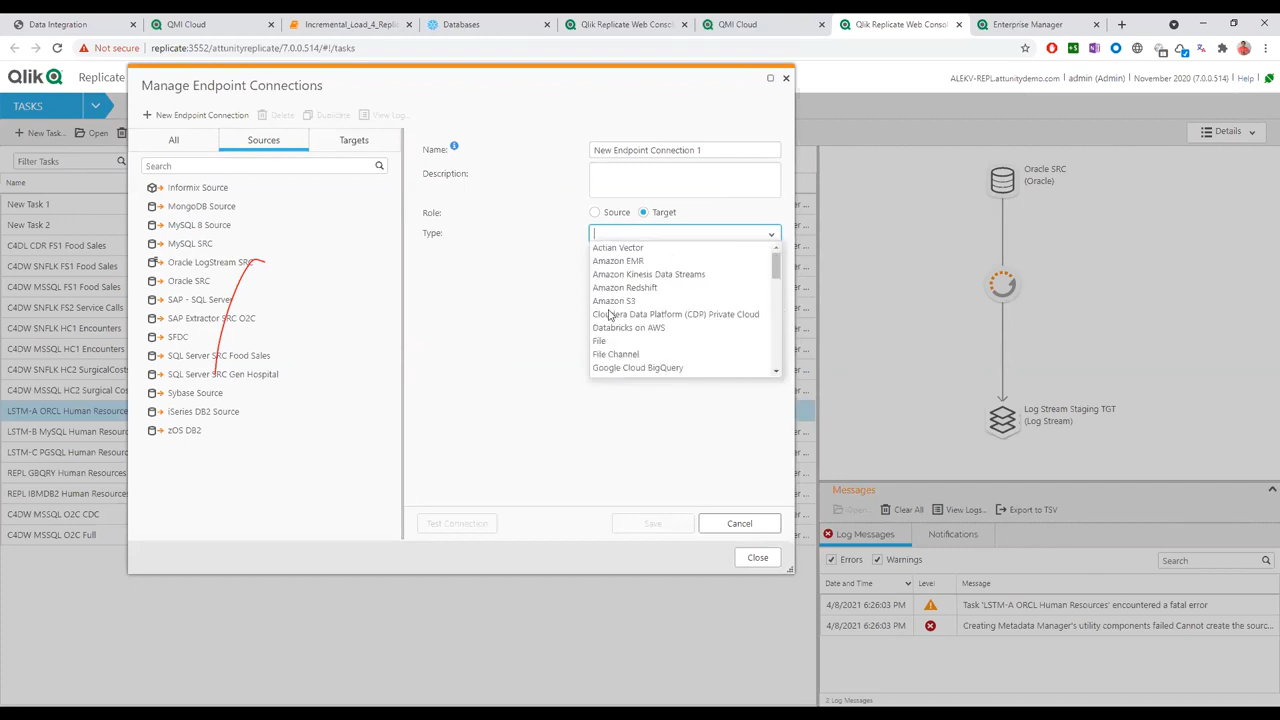 Data Integration
QMI Cloud
Incremental_Load_4_Repli
Databases
Qlik Replicate Web Conso
QMI Cloud
Qlik Replicate Web Consol
Enterprise Manager
Not secure
replicate:3552/attunityreplicate/7.0.0.514/#!/tasks
Qlik Replicate
ALEKV-REPL.attunitydemo.com
admin (Admin)
November 2020 (7.0.0.514)
Help
TASKS
New Task...
Open
Details
Filter Tasks
Name
New Task 1
New Task 2
C4DL CDR FS1 Food Sales
C4DW SNFLK FS1 Food Sales
C4DW SNFLK FS2 Service Calls
C4DW MSSQL HC1 Encounters
C4DW SNFLK HC1 Encounters
C4DW MSSQL HC2 SurgicalCosts
C4DW SNFLK HC2 Surgical Cost
LSTM-A ORCL Human Resource
LSTM-B MySQL Human Resourc
LSTM-C PGSQL Human Resourc
REPL GBQRY Human Resources
REPL IBMDB2 Human Resources
C4DW MSSQL O2C CDC
C4DW MSSQL O2C Full
Manage Endpoint Connections
New Endpoint Connection
Delete
Duplicate
View Log...
All
Sources
Targets
Search
Informix Source
MongoDB Source
MySQL 8 Source
MySQL SRC
Oracle LogStream SRC
Oracle SRC
SAP - SQL Server
SAP Extractor SRC O2C
SFDC
SQL Server SRC Food Sales
SQL Server SRC Gen Hospital
Sybase Source
iSeries DB2 Source
zOS DB2
Name:
New Endpoint Connection 1
Description:
Role:
Source
Target
Type:
Actian Vector
Amazon EMR
Amazon Kinesis Data Streams
Amazon Redshift
Amazon S3
Cloudera Data Platform (CDP) Private Cloud
Databricks on AWS
File
File Channel
Google Cloud BigQuery
Test Connection
Save
Cancel
Close
Oracle SRC
(Oracle)
Log Stream Staging TGT
(Log Stream)
Messages
Open...
Clear All
View Logs...
Export to TSV
Log Messages
Notifications
Errors
Warnings
Search
Date and Time
Level
Message
4/8/2021 6:26:03 PM
Task 'LSTM-A ORCL Human Resources' encountered a fatal error
4/8/2021 6:26:03 PM
Creating Metadata Manager's utility components failed Cannot create the sourc...
2 Log Messages